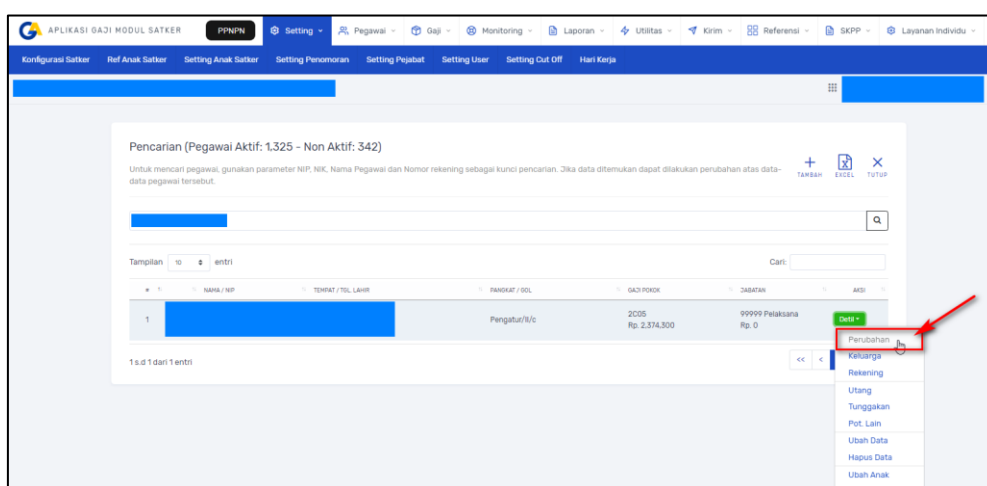 APLIKASI GAJI MODUL SATKER PPNPN Setting Pegawai Gaji Monitoring Laporan Utilitas Kirim Referensi SKPP Layanan Individu
Konfigurasi Satker Ref Anak Satker Setting Anak Satker Setting Penomoran Setting Pejabat Setting User Setting Cut Off Hari Kerja
Pencarian (Pegawai Aktif: 1.325 - Non Aktif: 342)
Untuk mencari pegawai, gunakan parameter NIP, NIK, Nama Pegawai dan Nomor rekening sebagai kunci pencarian. Jika data ditemukan dapat dilakukan perubahan atas data-
data pegawai tersebut.
TAMBAH EXCEL TUTUP
Tampilan 10 entri Cari:
# NAMA / NIP TEMPAT / TGL. LAHIR PANGKAT / GOL GAJI POKOK JABATAN AKSI
1 Pengatur/II/c 2C05 99999 Pelaksana Detil
Rp. 2,374,300 Rp. 0
1 s.d 1 dari 1 entri << <
Perubahan
Keluarga
Rekening
Utang
Tunggakan
Pot. Lain
Ubah Data
Hapus Data
Ubah Anak